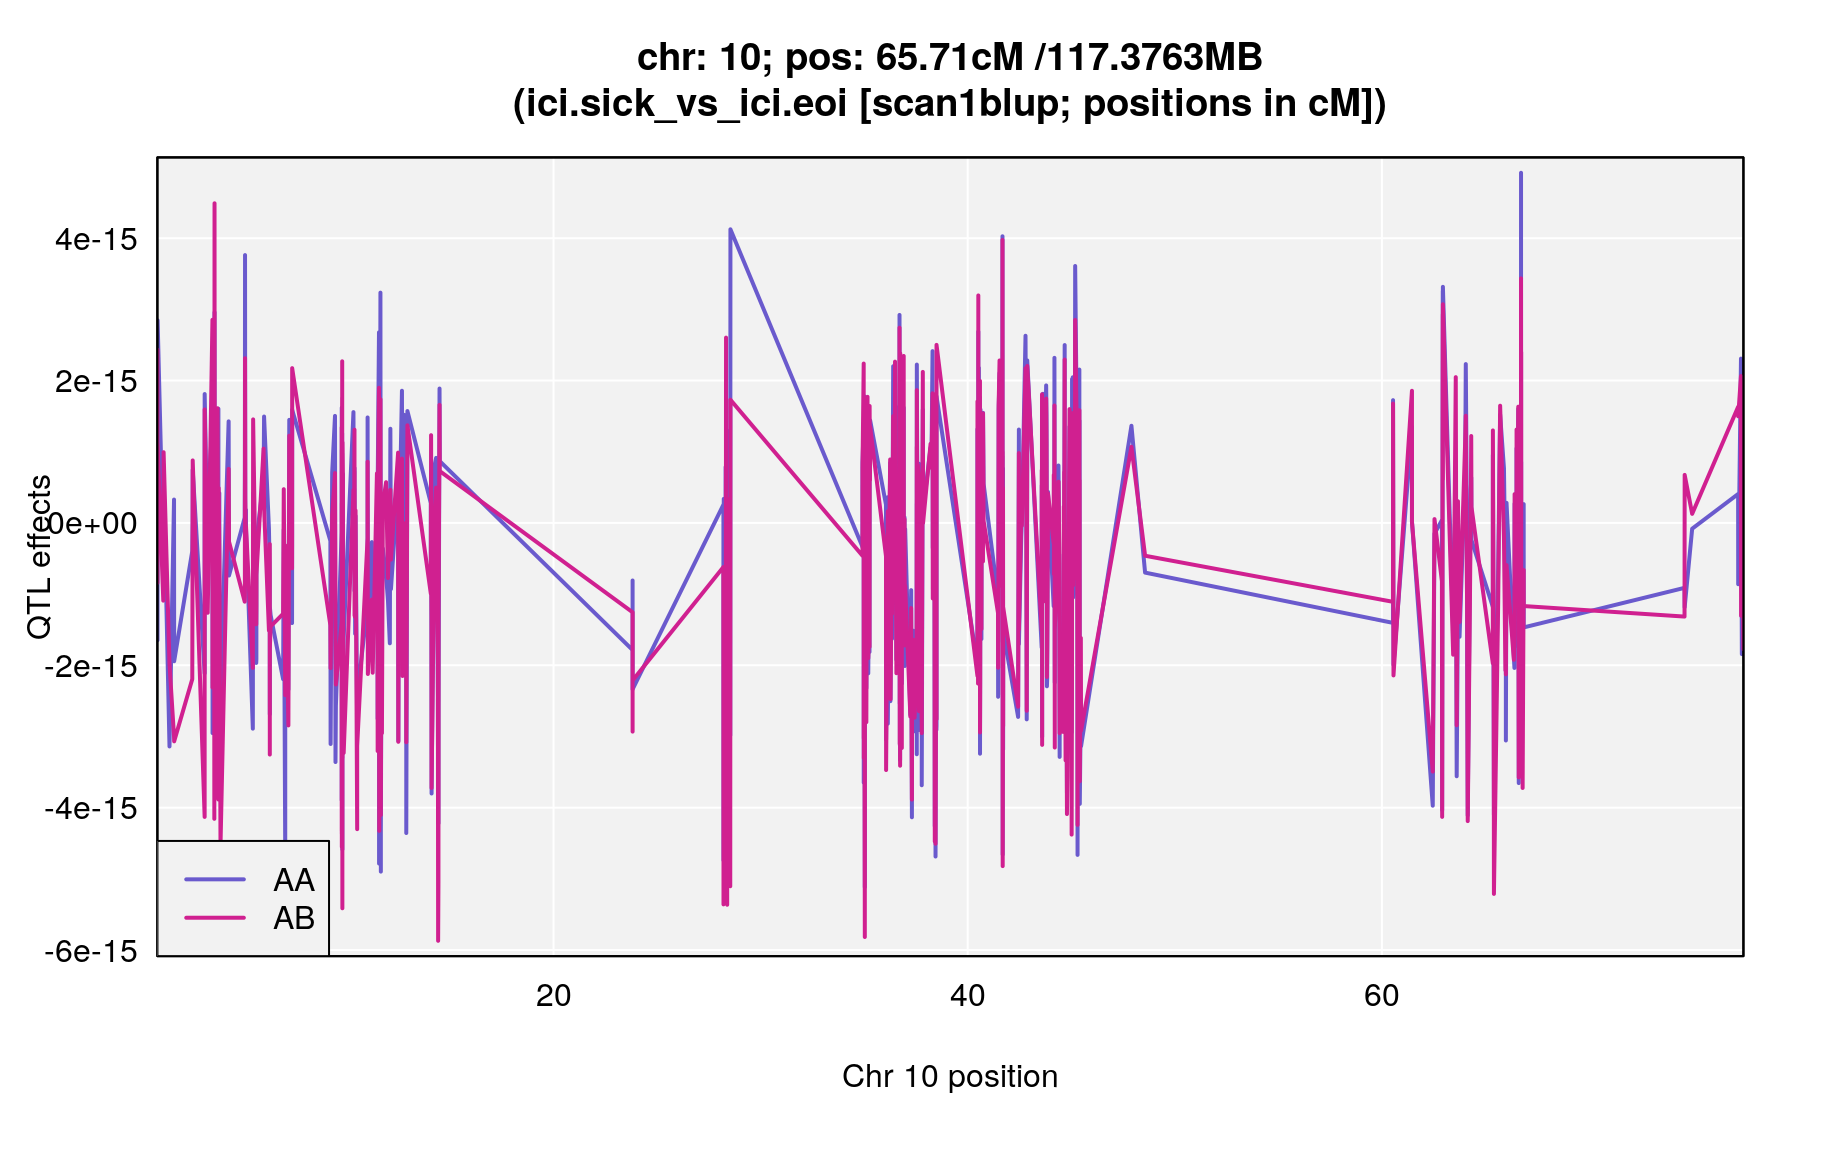 chr: 10; pos: 65.71cM /117.3763MB
(ici.sick_vs_ici.eoi [scan1blup; positions in cM])
QTL effects
4e-15
2e-15
0e+00
-2e-15
-4e-15
-6e-15
AA
AB
20
40
60
Chr 10 position